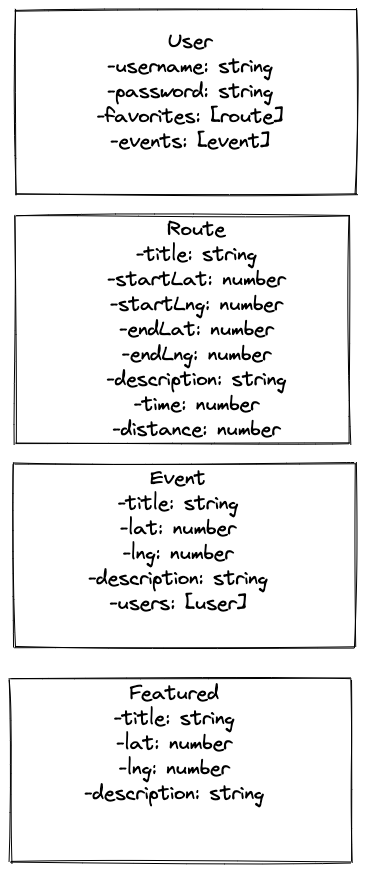 User
-username: string
-password: string
-favorites: [route]
-events: [event]
Route
-title: string
-startLat: number
-startLng: number
-endLat: number
-endLng: number
-description: string
-time: number
-distance: number
Event
-title: string
-lat: number
-lng: number
-description: string
-users: [user]
Featured
-title: string
-lat: number
-lng: number
-description: string